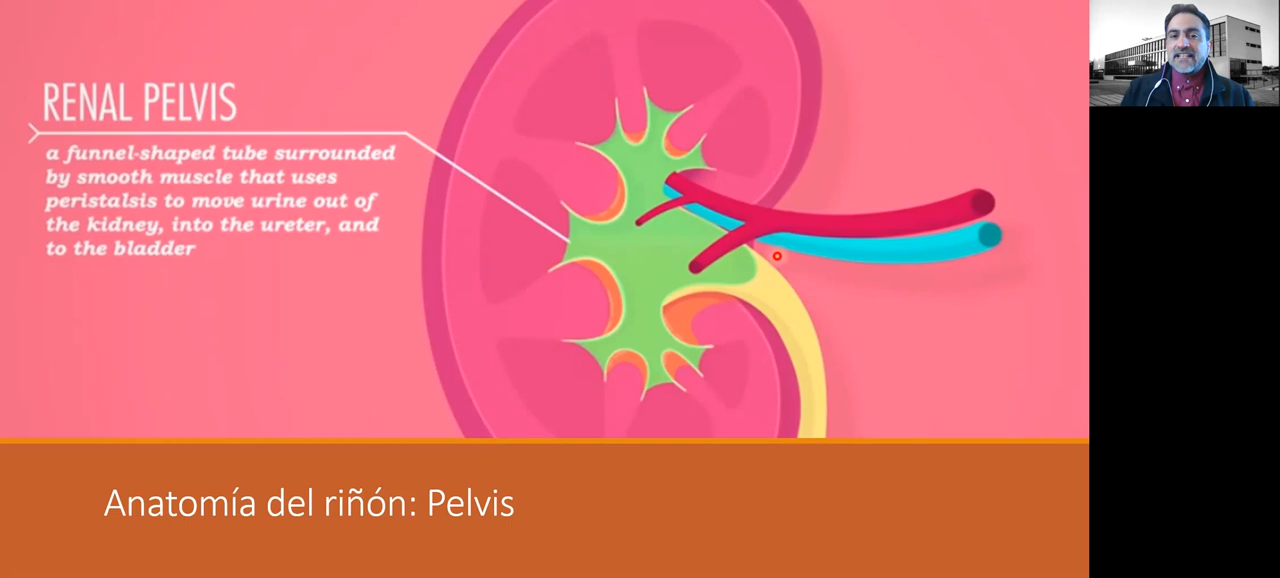 RENAL PELVIS
a funnel-shaped tube surrounded
by smooth muscle that uses
peristalsis to move urine out of
the kidney, into the ureter, and
to the bladder
Anatomía del riñón: Pelvis